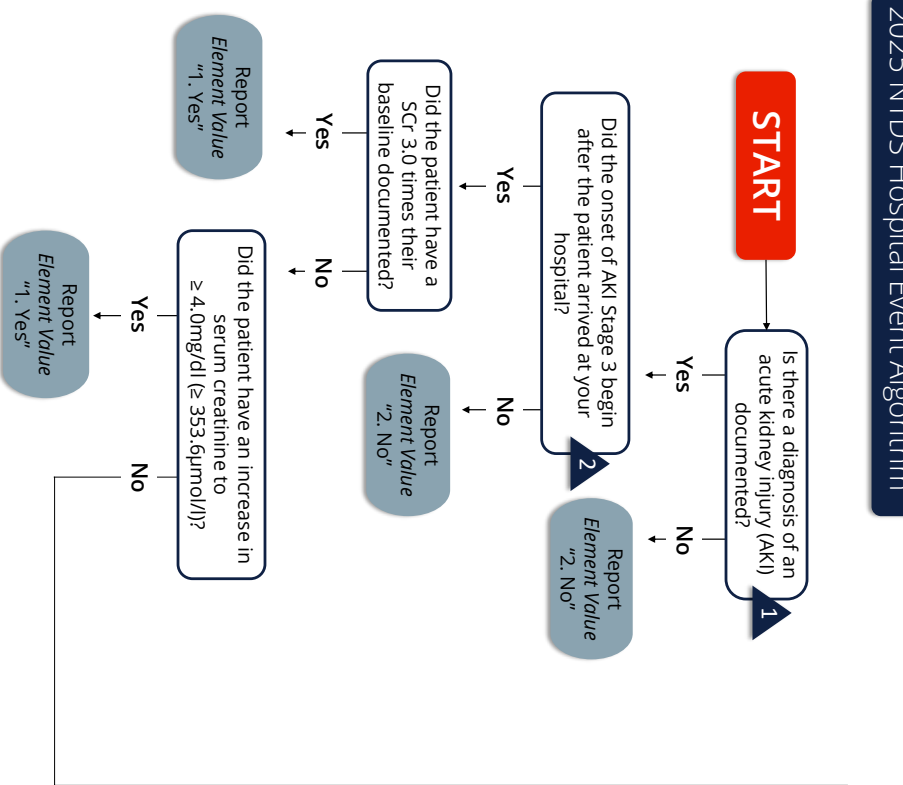 2025 NTDS Hospital Event Algorithm
START
Is there a diagnosis of an
acute kidney injury (AKI)
documented?
1
Yes
No
Did the onset of AKI Stage 3 begin
after the patient arrived at your
hospital?
2
Report
Element Value
“2. No”
Yes
No
Did the patient have a
SCr 3.0 times their
baseline documented?
Report
Element Value
“2. No”
Yes
No
Report
Element Value
“1. Yes”
Did the patient have an increase in
serum creatinine to
≥ 4.0mg/dl (≥ 353.6µmol/l)?
Yes
No
Report
Element Value
“1. Yes”